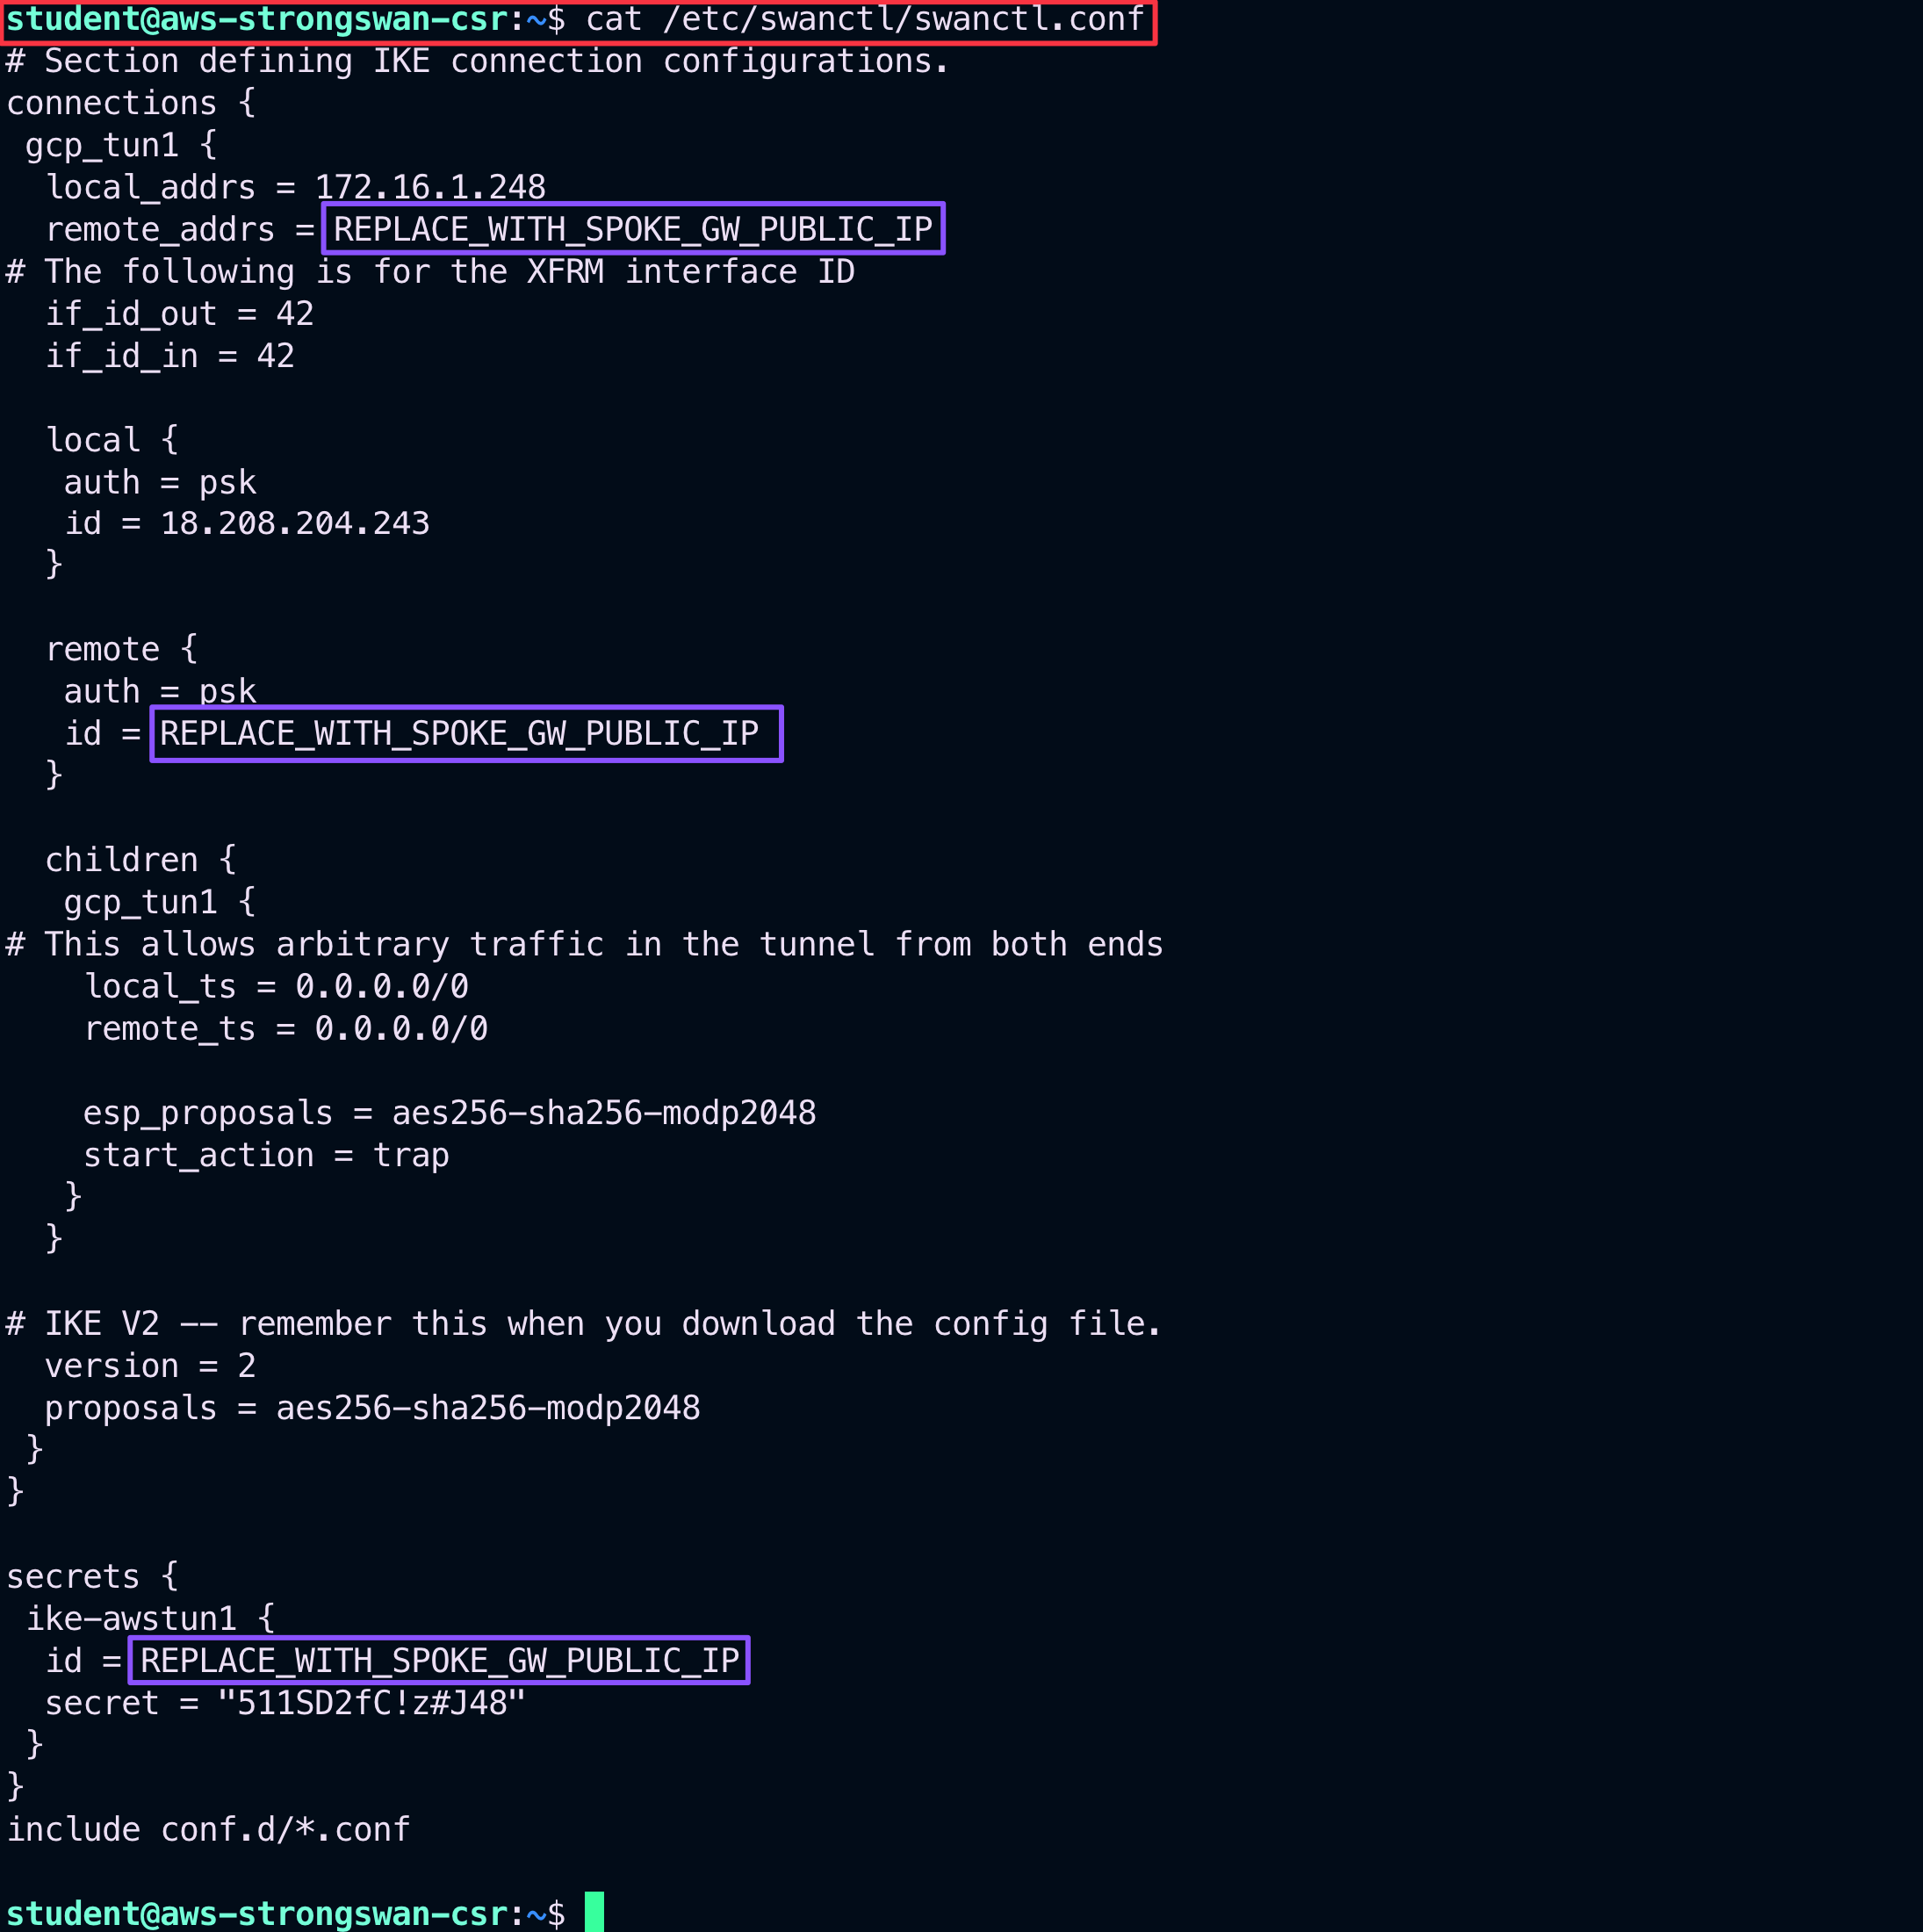 student@aws-strongswan-csr:~$ cat /etc/swanctl/swanctl.conf
# Section defining IKE connection configurations.
connections {
 gcp_tun1 {
  local_addrs = 172.16.1.248
  remote_addrs = REPLACE_WITH_SPOKE_GW_PUBLIC_IP
# The following is for the XFRM interface ID
  if_id_out = 42
  if_id_in = 42

  local {
   auth = psk
   id = 18.208.204.243
  }

  remote {
   auth = psk
   id = REPLACE_WITH_SPOKE_GW_PUBLIC_IP
  }

  children {
   gcp_tun1 {
# This allows arbitrary traffic in the tunnel from both ends
    local_ts = 0.0.0.0/0
    remote_ts = 0.0.0.0/0

    esp_proposals = aes256-sha256-modp2048
    start_action = trap
   }
  }

# IKE V2 -- remember this when you download the config file.
  version = 2
  proposals = aes256-sha256-modp2048
 }
}

secrets {
 ike-awstun1 {
  id = REPLACE_WITH_SPOKE_GW_PUBLIC_IP
  secret = "511SD2fC!z#J48"
 }
}
include conf.d/*.conf

student@aws-strongswan-csr:~$